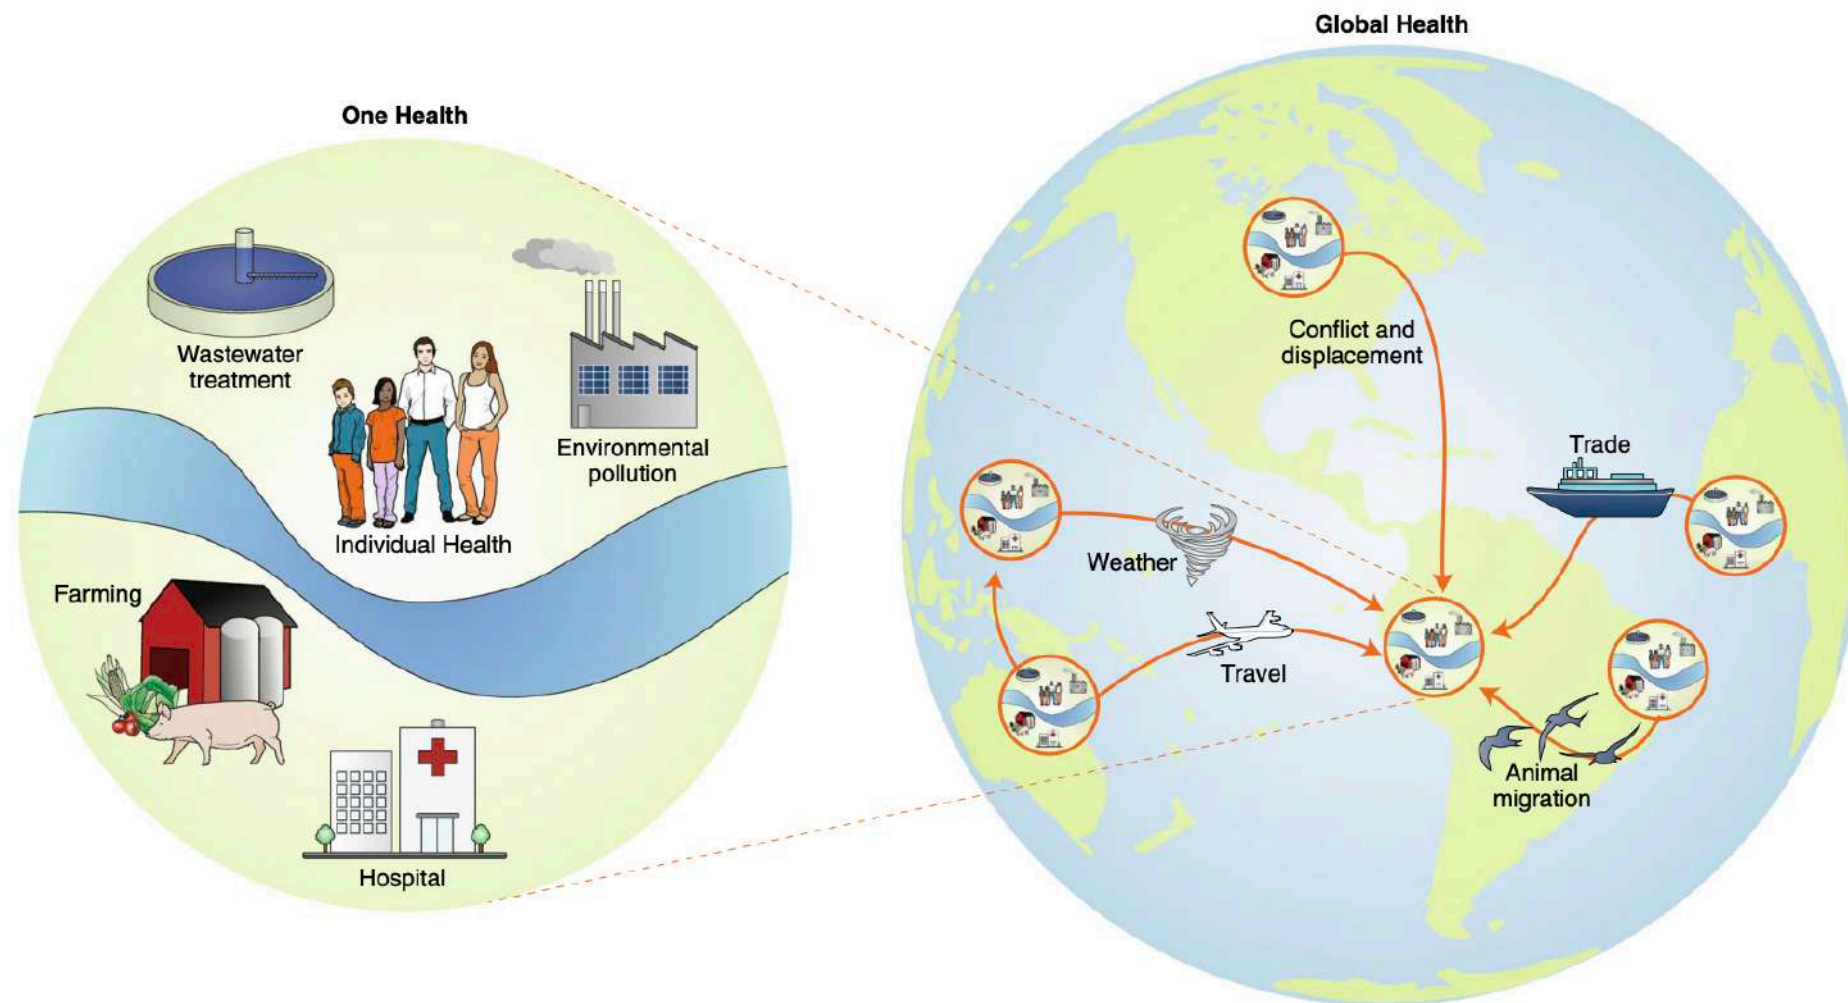 One Health
Wastewater
treatment
Environmental
pollution
Individual Health
Farming
Hospital
Global Health
Conflict and
displacement
Trade
Weather
Travel
Animal
migration